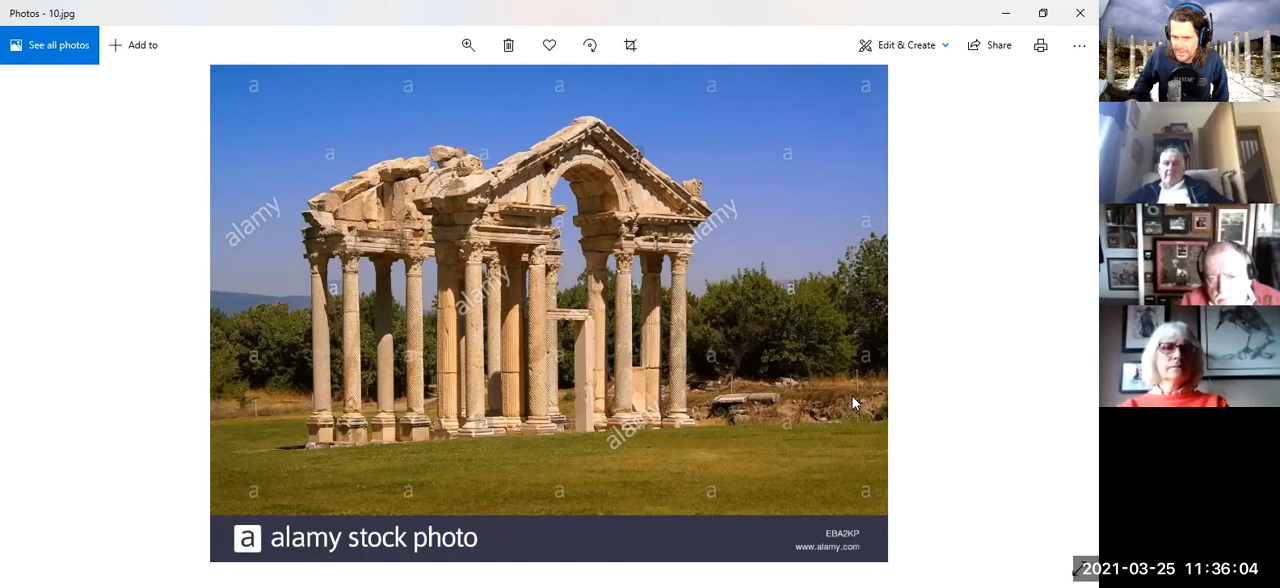 Photos - 10.jpg
See all photos
Add to
Edit & Create
Share
a a a a a
a a a a
alamy alamy
a a
alamy
a a a
a a a a a
alamy
a a a
a a a a a
a alamy stock photo
EBA2KP
www.alamy.com
2021-03-25 11:36:04